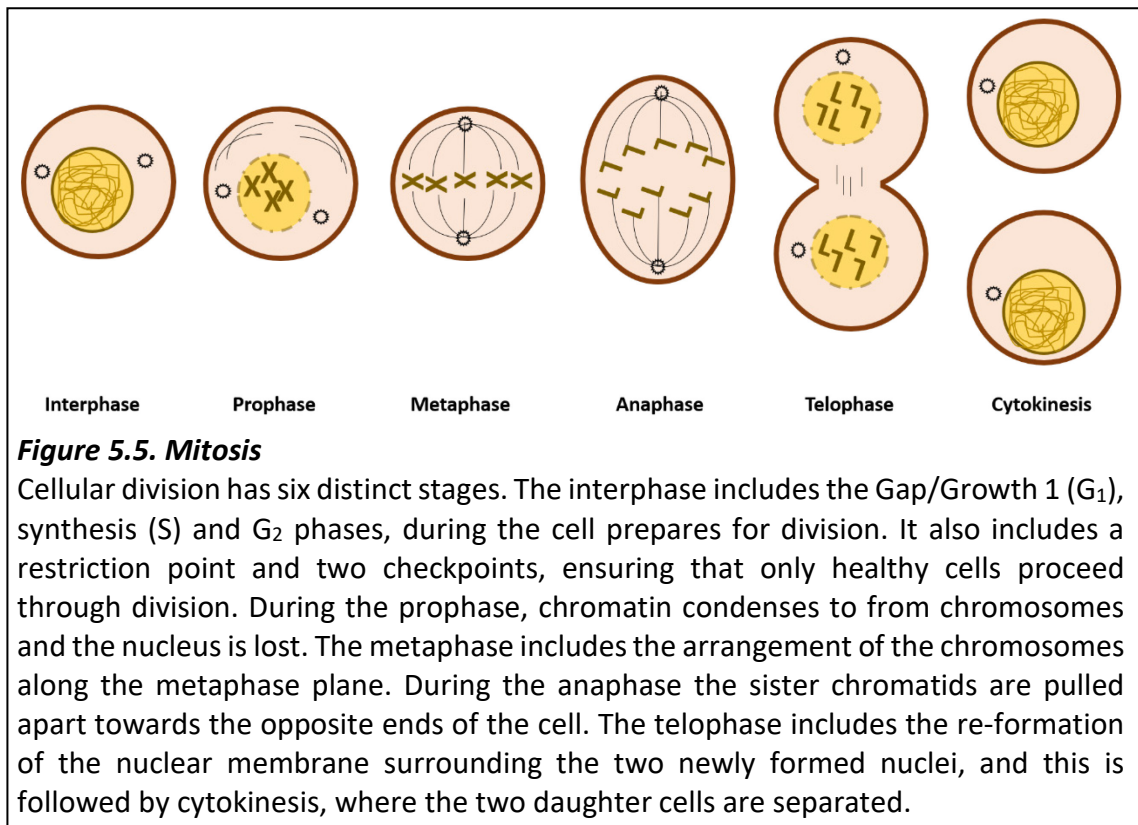 Interphase Prophase Metaphase Anaphase Telophase Cytokinesis
Figure 5.5. Mitosis
Cellular division has six distinct stages. The interphase includes the Gap/Growth 1 (G₁),
synthesis (S) and G₂ phases, during the cell prepares for division. It also includes a
restriction point and two checkpoints, ensuring that only healthy cells proceed
through division. During the prophase, chromatin condenses to from chromosomes
and the nucleus is lost. The metaphase includes the arrangement of the chromosomes
along the metaphase plane. During the anaphase the sister chromatids are pulled
apart towards the opposite ends of the cell. The telophase includes the re-formation
of the nuclear membrane surrounding the two newly formed nuclei, and this is
followed by cytokinesis, where the two daughter cells are separated.